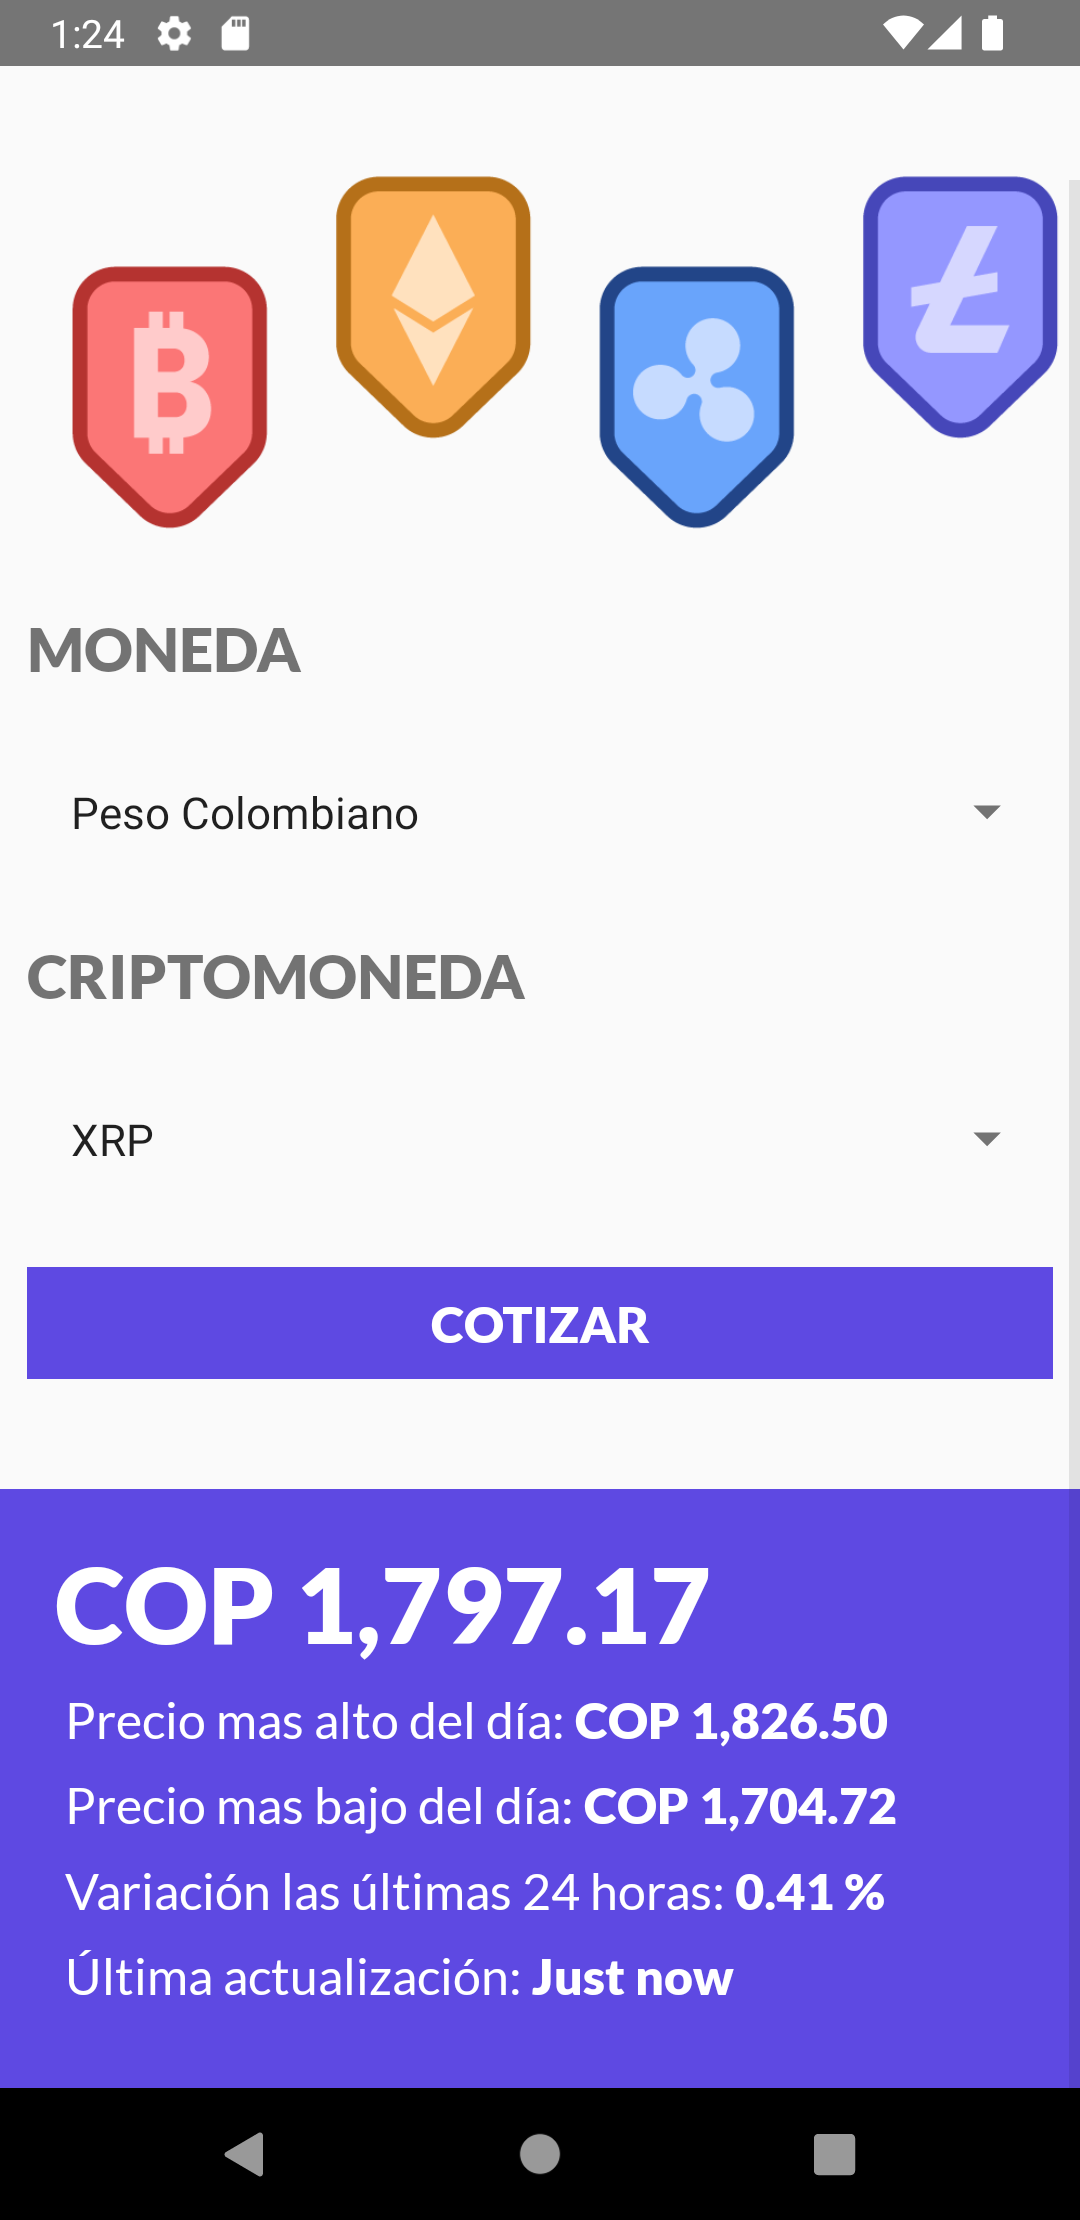 1:24
MONEDA
Peso Colombiano
CRIPTOMONEDA
XRP
COTIZAR
COP 1,797.17
Precio mas alto del día: COP 1,826.50
Precio mas bajo del día: COP 1,704.72
Variación las últimas 24 horas: 0.41 %
Última actualización: Just now